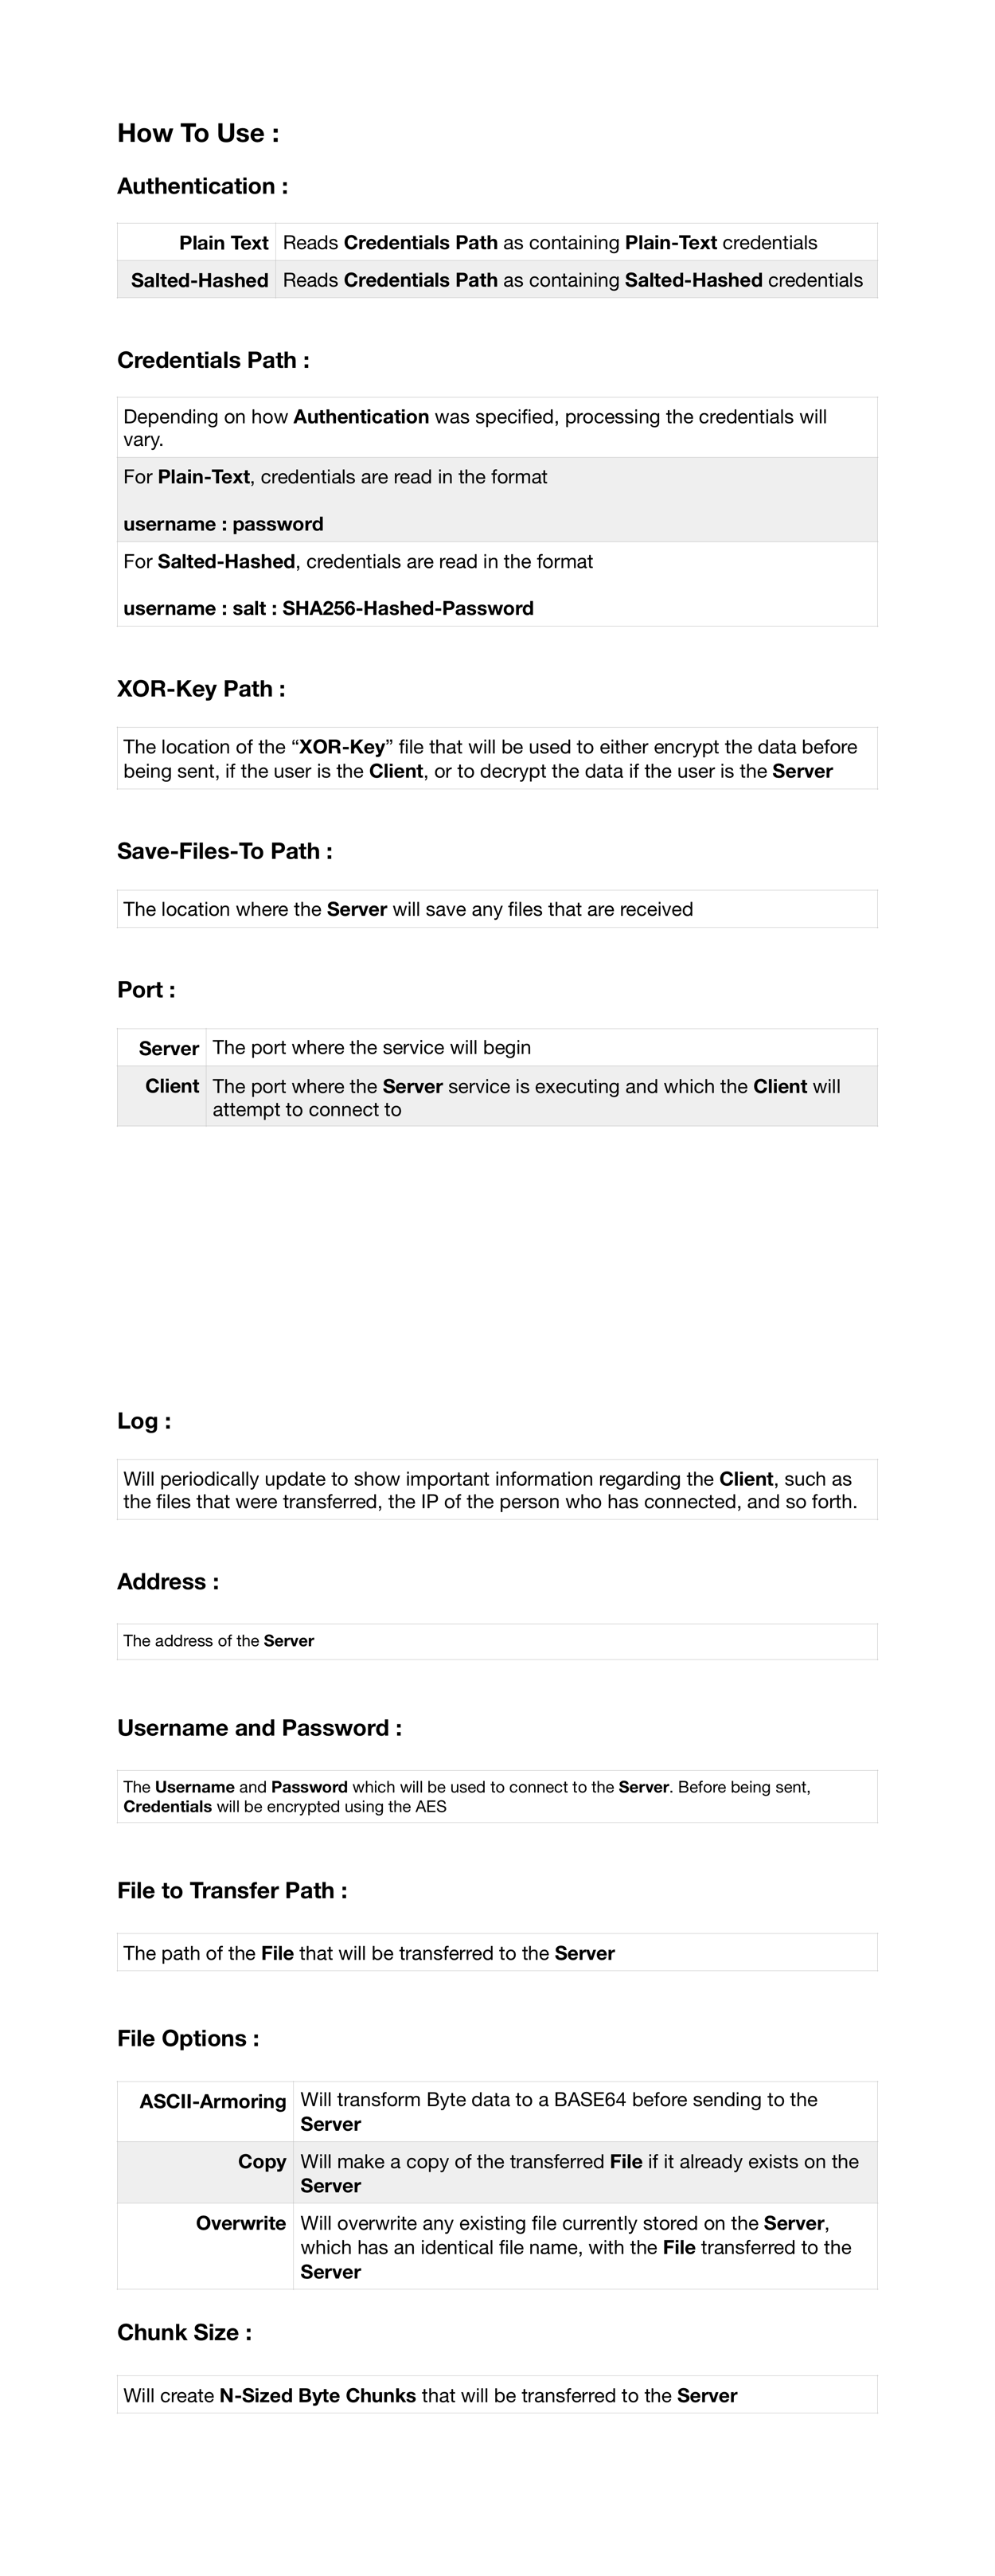 How To Use :
Authentication :
Plain Text Reads Credentials Path as containing Plain-Text credentials
Salted-Hashed Reads Credentials Path as containing Salted-Hashed credentials
Credentials Path :
Depending on how Authentication was specified, processing the credentials will
vary.
For Plain-Text, credentials are read in the format
username : password
For Salted-Hashed, credentials are read in the format
username : salt : SHA256-Hashed-Password
XOR-Key Path :
The location of the “XOR-Key” file that will be used to either encrypt the data before
being sent, if the user is the Client, or to decrypt the data if the user is the Server
Save-Files-To Path :
The location where the Server will save any files that are received
Port :
Server The port where the service will begin
Client The port where the Server service is executing and which the Client will
attempt to connect to
Log :
Will periodically update to show important information regarding the Client, such as
the files that were transferred, the IP of the person who has connected, and so forth.
Address :
The address of the Server
Username and Password :
The Username and Password which will be used to connect to the Server. Before being sent,
Credentials will be encrypted using the AES
File to Transfer Path :
The path of the File that will be transferred to the Server
File Options :
ASCII-Armoring Will transform Byte data to a BASE64 before sending to the
Server
Copy Will make a copy of the transferred File if it already exists on the
Server
Overwrite Will overwrite any existing file currently stored on the Server,
which has an identical file name, with the File transferred to the
Server
Chunk Size :
Will create N-Sized Byte Chunks that will be transferred to the Server